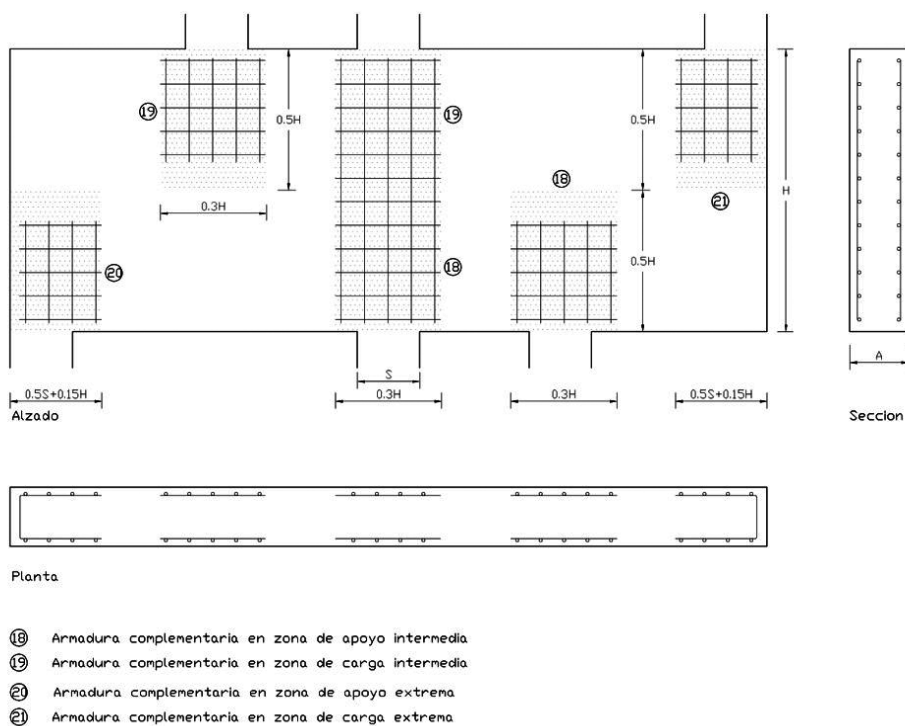 19
0.5H
0.3H
19
0.5H
18
21
H
20
18
0.5H
A
S
0.5S+0.15H
0.3H
0.3H
0.5S+0.15H
Alzado
Seccion
Planta
18 Armadura complementaria en zona de apoyo intermedia
19 Armadura complementaria en zona de carga intermedia
20 Armadura complementaria en zona de apoyo extrema
21 Armadura complementaria en zona de carga extrema